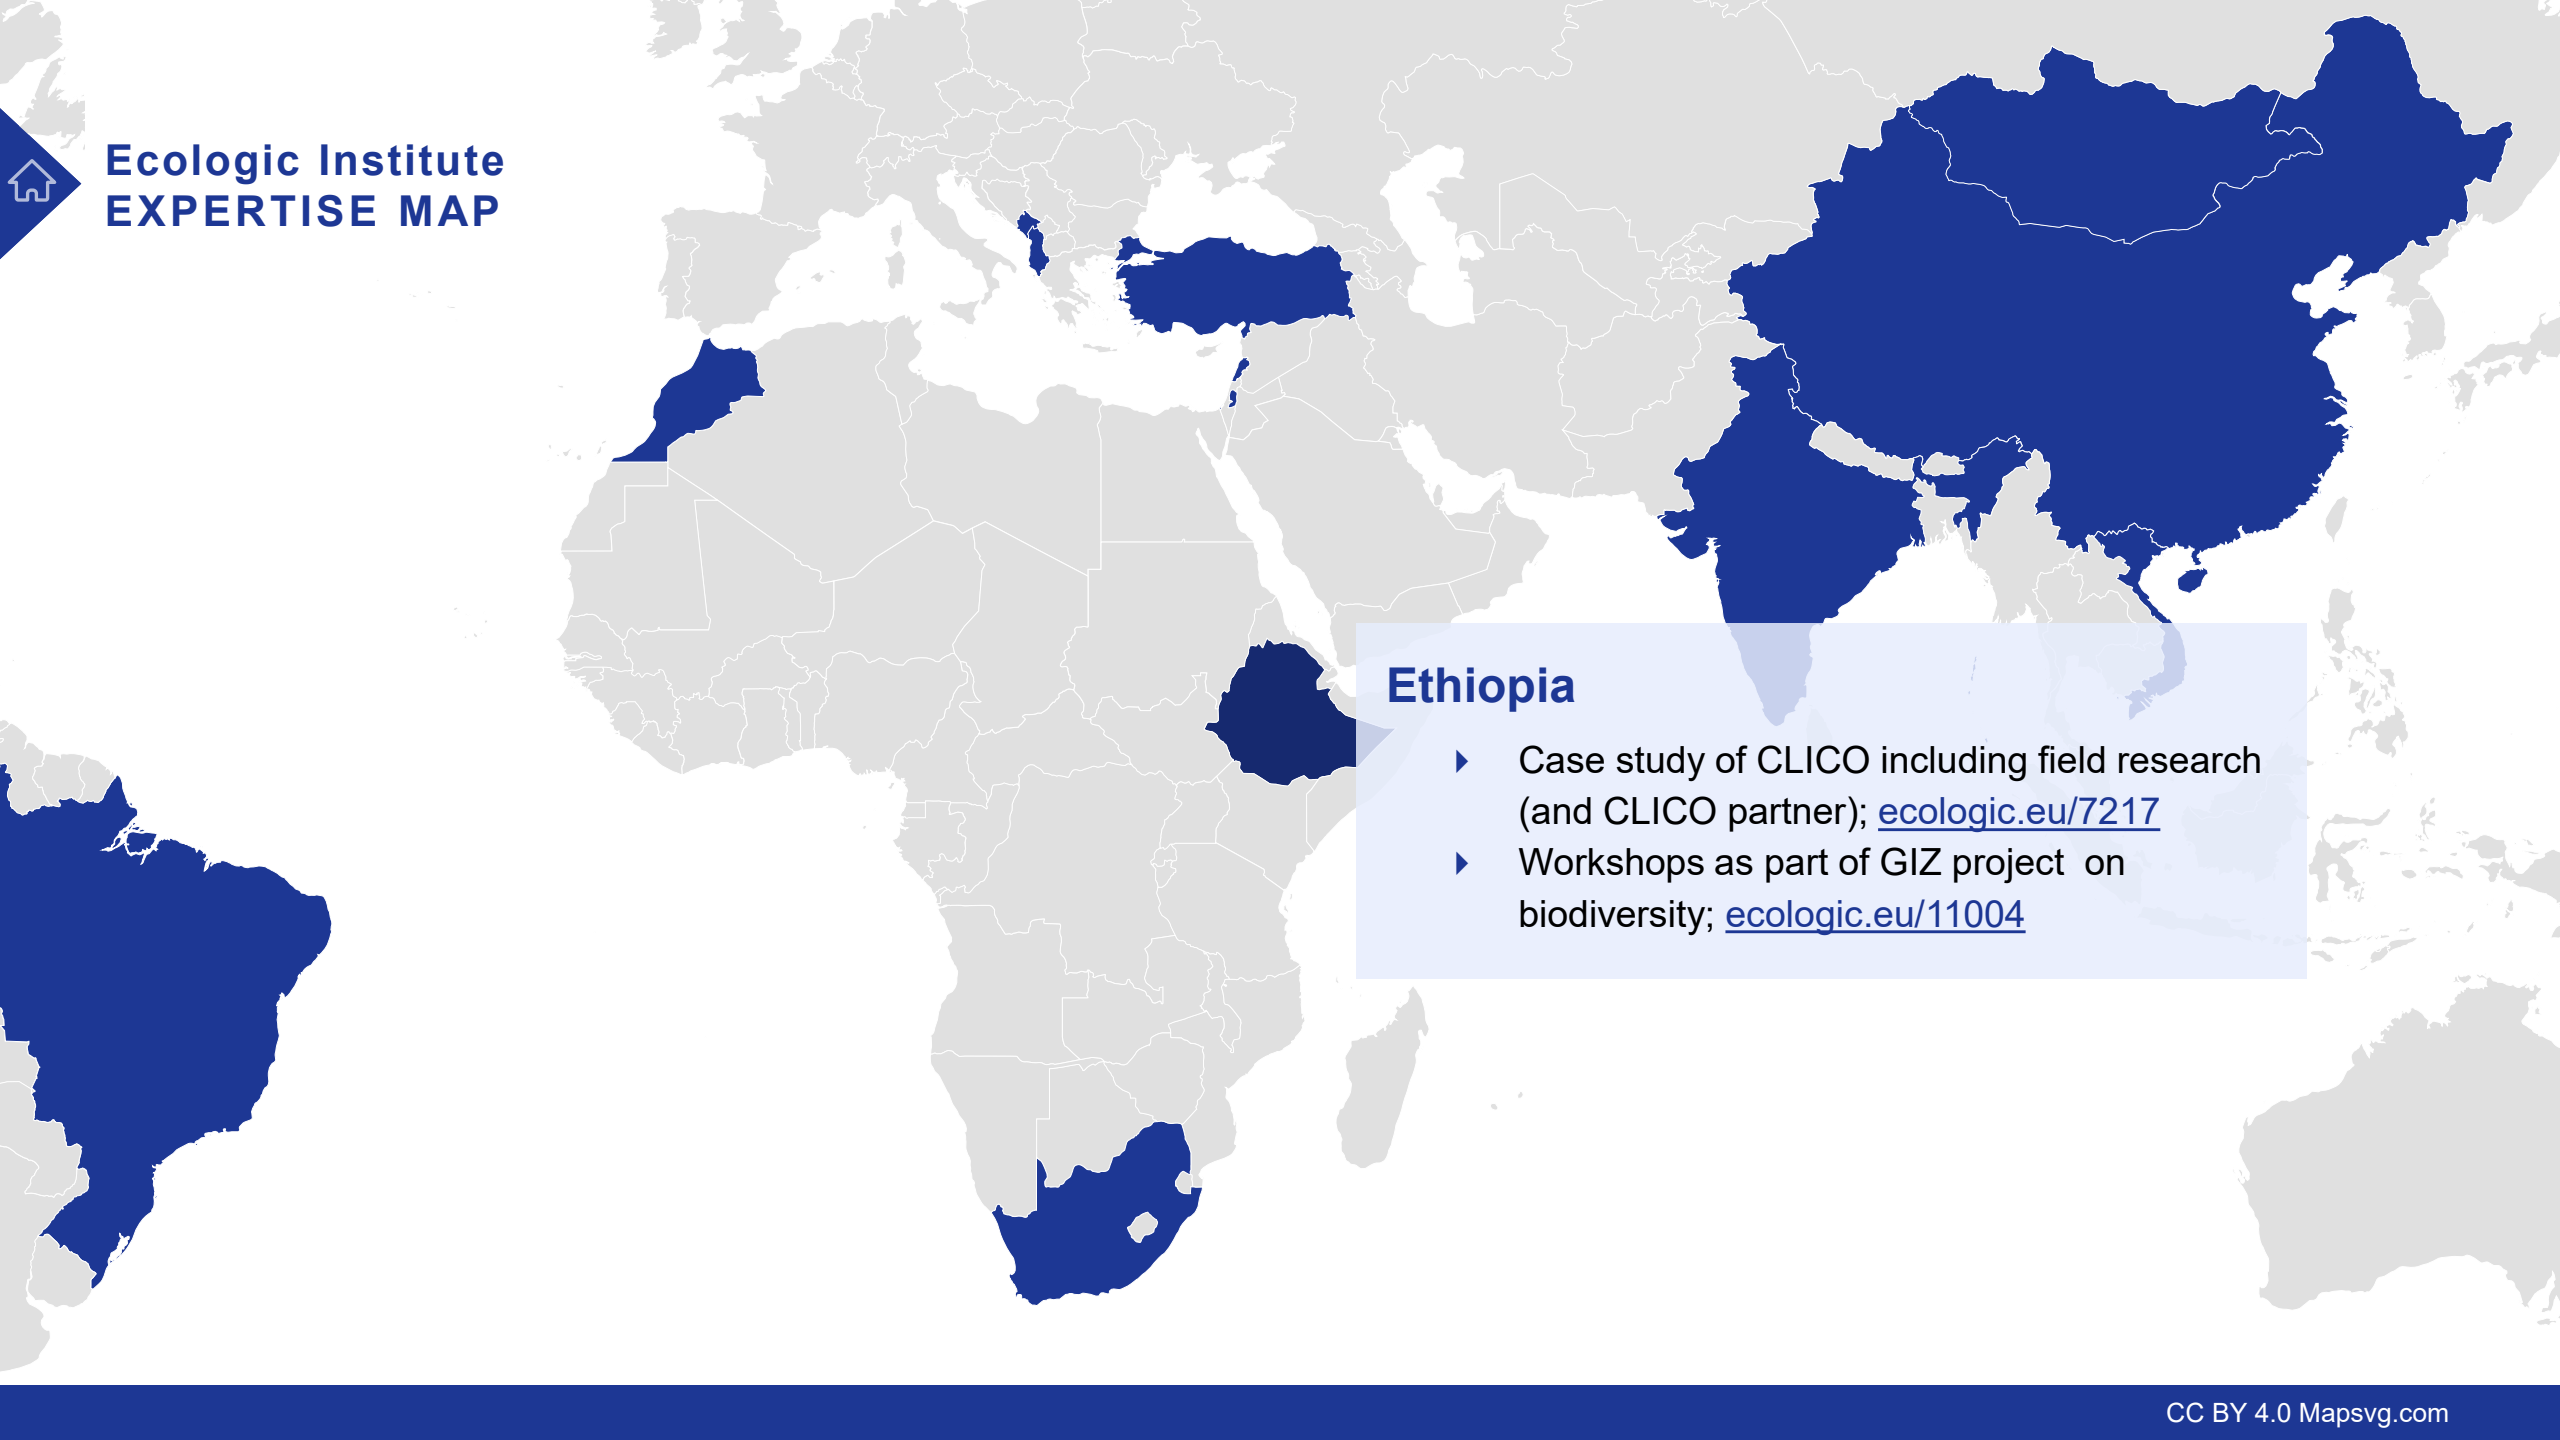 Ecologic Institute
EXPERTISE MAP
Ethiopia
Case study of CLICO including field research
(and CLICO partner); ecologic.eu/7217
Workshops as part of GIZ project  on
biodiversity; ecologic.eu/11004
CC BY 4.0 Mapsvg.com